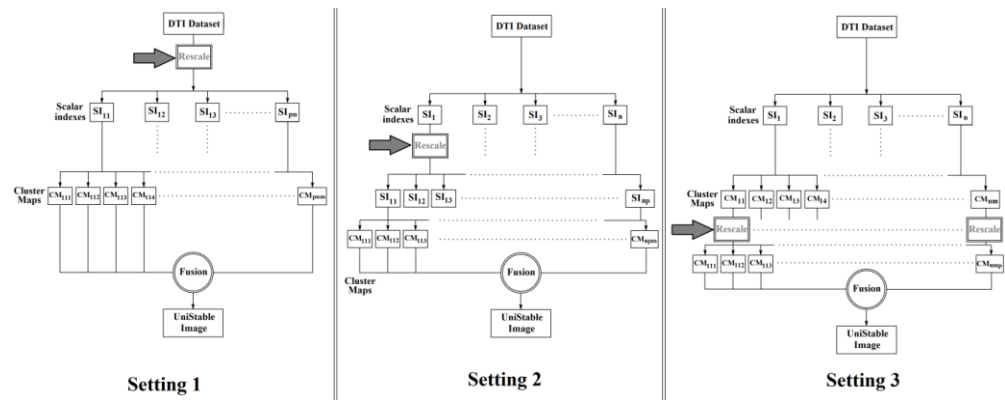 DTI Dataset
Rescale
Scalar indexes
SI11 SI12 SI13 SIpn
Cluster Maps
CM111 CM112 CM113 CM114 CMpnm
Fusion
UniStable Image
Setting 1
DTI Dataset
Scalar indexes
SI1 SI2 SI3 SIn
Rescale
SI11 SI12 SI13 SInp
CM111 CM112 CM113 CMnpm
Cluster Maps
Fusion
UniStable Image
Setting 2
DTI Dataset
Scalar indexes
SI1 SI2 SI3 SIn
Cluster Maps
CM11 CM12 CM13 CM14 CMnm
Rescale Rescale
CM111 CM112 CM113 CMnmp
Fusion
UniStable Image
Setting 3